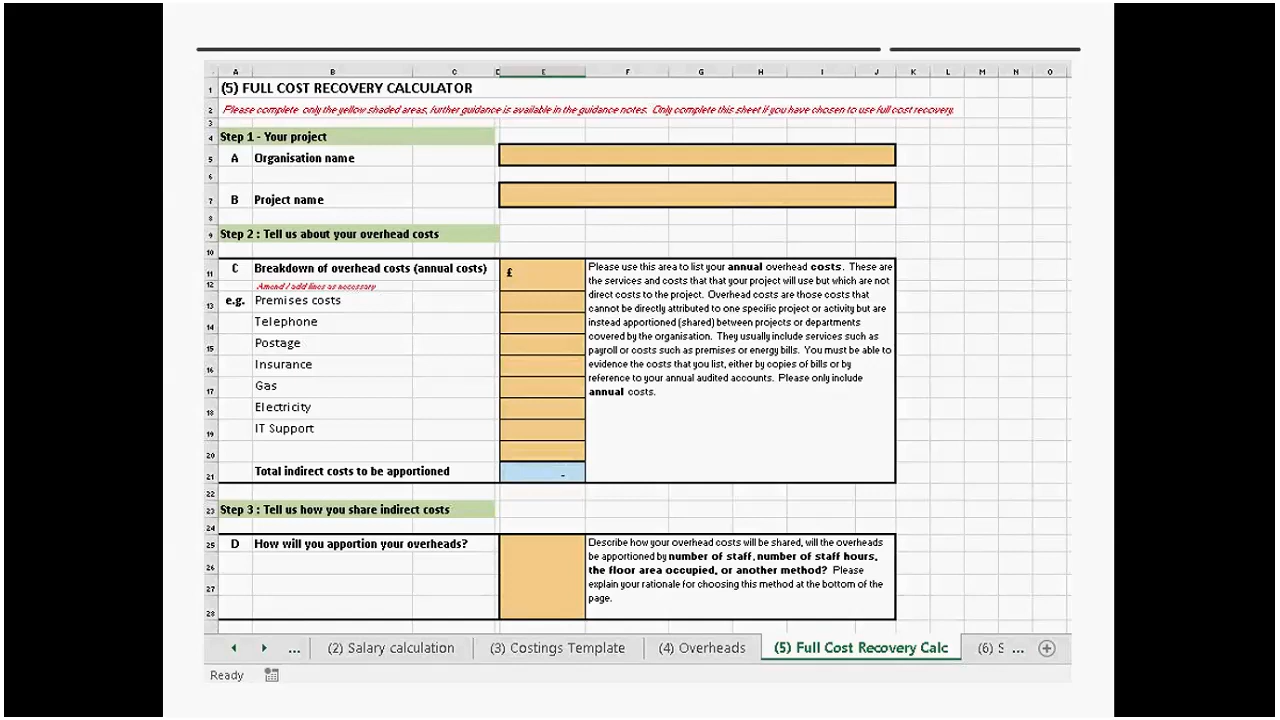 A B C E F G H I J K L M N O
1 (5) FULL COST RECOVERY CALCULATOR
2 Please complete only the yellow shaded areas, further guidance is available in the guidance notes. Only complete this sheet if you have chosen to use full cost recovery.
3
4 Step 1 - Your project
5 A Organisation name
6
7 B Project name
8
9 Step 2 : Tell us about your overhead costs
10
11 C Breakdown of overhead costs (annual costs) £
12 Amend / add lines as necessary
13 e.g. Premises costs
14 Telephone
15 Postage
16 Insurance
17 Gas
18 Electricity
19 IT Support
20
21 Total indirect costs to be apportioned -
Please use this area to list your annual overhead costs. These are
the services and costs that that your project will use but which are not
direct costs to the project. Overhead costs are those costs that
cannot be directly attributed to one specific project or activity but are
instead apportioned (shared) between projects or departments
covered by the organisation. They usually include services such as
payroll or costs such as premises or energy bills. You must be able to
evidence the costs that you list, either by copies of bills or by
reference to your annual audited accounts. Please only include
annual costs.
22
23 Step 3 : Tell us how you share indirect costs
24
25 D How will you apportion your overheads?
26
27
28
Describe how your overhead costs will be shared, will the overheads
be apportioned by number of staff, number of staff hours,
the floor area occupied, or another method? Please
explain your rationale for choosing this method at the bottom of the
page.
... (2) Salary calculation (3) Costings Template (4) Overheads (5) Full Cost Recovery Calc (6) S ...
Ready